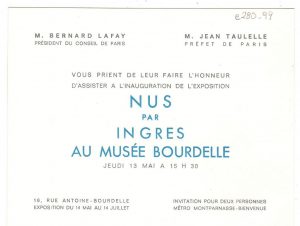 e280-94
M. BERNARD LAFAY
PRÉSIDENT DU CONSEIL DE PARIS
M. JEAN TAULELLE
PRÉFET DE PARIS
VOUS PRIENT DE LEUR FAIRE L'HONNEUR
D'ASSISTER A L'INAUGURATION DE L'EXPOSITION
NUS
PAR
INGRES
AU MUSÉE BOURDELLE
JEUDI 13 MAI A 15 H 30
16, RUE ANTOINE-BOURDELLE
EXPOSITION DU 14 MAI AU 14 JUILLET
INVITATION POUR DEUX PERSONNES
MÉTRO MONTPARNASSE-BIENVENUE